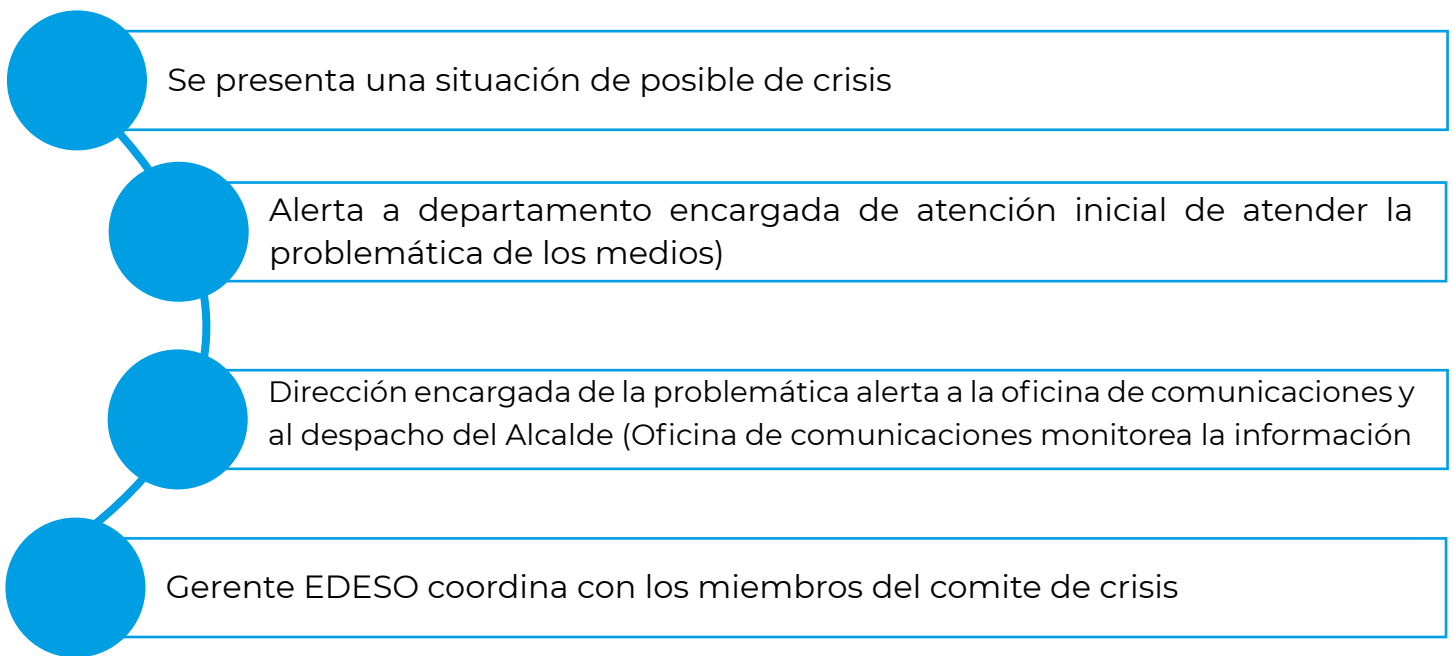 Se presenta una situación de posible de crisis
Alerta a departamento encargada de atención inicial de atender la
problemática de los medios)
Dirección encargada de la problemática alerta a la oficina de comunicaciones y
al despacho del Alcalde (Oficina de comunicaciones monitorea la información
Gerente EDESO coordina con los miembros del comite de crisis